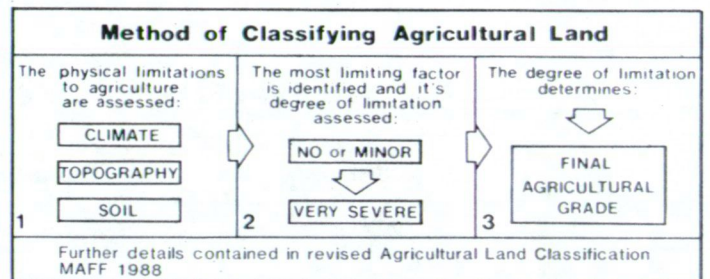 Method of Classifying Agricultural Land
The physical limitations
to agriculture
are assessed:
CLIMATE
TOPOGRAPHY
SOIL
1
The most limiting factor
is identified and it's
degree of limitation
assessed:
NO or MINOR
VERY SEVERE
2
The degree of limitation
determines:
FINAL
AGRICULTURAL
GRADE
3
Further details contained in revised Agricultural Land Classification
MAFF 1988